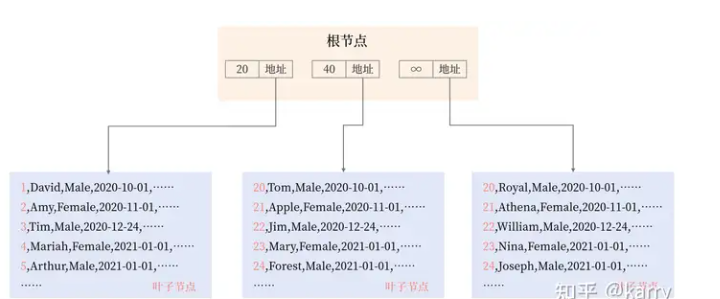 根节点
20 地址 40 地址 ∞ 地址
1,David,Male,2020-10-01,……
2,Amy,Female,2020-11-01,……
3,Tim,Male,2020-12-24,……
4,Mariah,Female,2021-01-01,……
5,Arthur,Male,2021-01-01,……
…… 叶子节点
20,Tom,Male,2020-10-01,……
21,Apple,Female,2020-11-01,……
22,Jim,Male,2020-12-24,……
23,Mary,Female,2021-01-01,……
24,Forest,Male,2021-01-01,……
…… 叶子节点
20,Royal,Male,2020-10-01,……
21,Athena,Female,2020-11-01,……
22,William,Male,2020-12-24,……
23,Nina,Female,2021-01-01,……
24,Joseph,Male,2021-01-01,……
…… 叶子节点
知乎 @karry